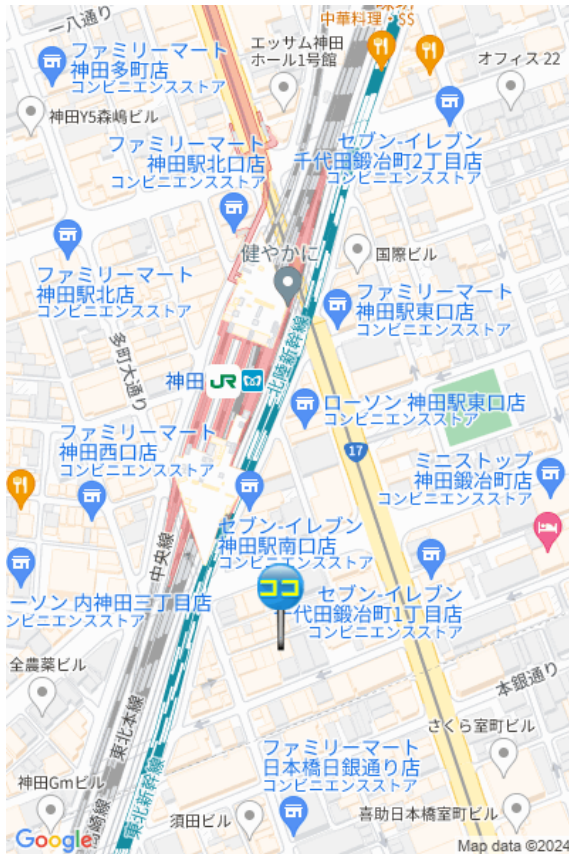 一八通り
中華料理・SS
ファミリーマート
神田多町店
コンビニエンスストア
エッサム神田
ホール1号館
オフィス 22
神田Y5森嶋ビル
ファミリーマート
神田駅北口店
コンビニエンスストア
セブン-イレブン
千代田鍛冶町2丁目店
コンビニエンスストア
健やかに
国際ビル
ファミリーマート
神田駅北店
コンビニエンスストア
ファミリーマート
神田駅東口店
コンビニエンスストア
北陸新幹線
多町大通り
神田
JR
ローソン 神田駅東口店
コンビニエンスストア
ファミリーマート
神田西口店
コンビニエンスストア
17
ミニストップ
神田鍛冶町店
コンビニエンスストア
セブン-イレブン
神田駅南口店
コンビニエンスストア
中央線
ココ
セブン-イレブン
代田鍛冶町1丁目店
コンビニエンスストア
ーソン 内神田三丁目店
ンビニエンスストア
全農薬ビル
本銀通り
東北本線
さくら室町ビル
ファミリーマート
日本橋日銀通り店
コンビニエンスストア
神田Gmビル
崎線
東北新幹線
須田ビル
喜助日本橋室町ビル
Google
Map data ©2024